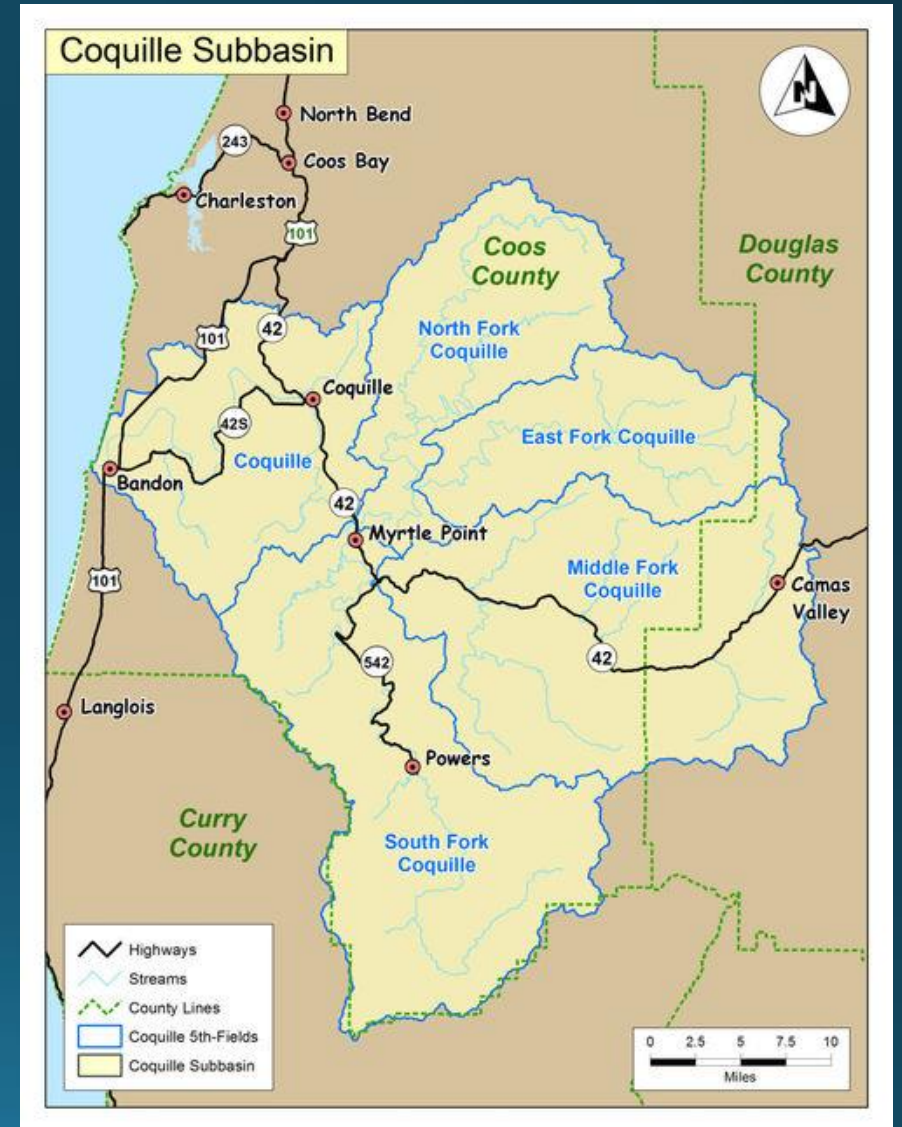 Coquille Subbasin
N
North Bend
243
Coos Bay
Charleston
101
Coos
County
Douglas
County
42
101
North Fork
Coquille
Coquille
42S
East Fork Coquille
Coquille
Bandon
42
Myrtle Point
101
Middle Fork
Coquille
Camas
Valley
542
42
Langlois
Powers
Curry
County
South Fork
Coquille
Highways
Streams
County Lines
Coquille 5th-Fields
Coquille Subbasin
0 2.5 5 7.5 10
Miles